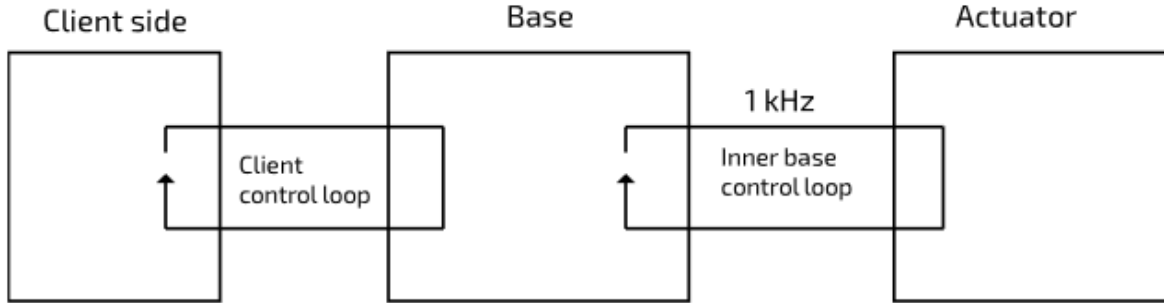 Client side
Base
Actuator
1 kHz
Client
control loop
Inner base
control loop